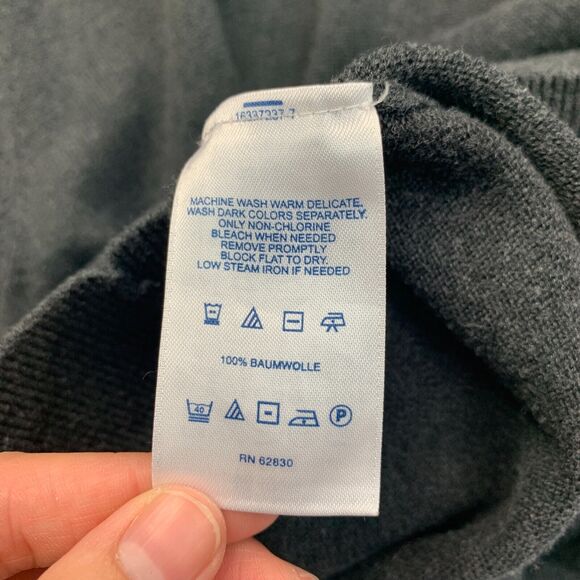 16337337-7
MACHINE WASH WARM DELICATE.
WASH DARK COLORS SEPARATELY.
ONLY NON-CHLORINE
BLEACH WHEN NEEDED
REMOVE PROMPTLY
BLOCK FLAT TO DRY.
LOW STEAM IRON IF NEEDED
100% BAUMWOLLE
40 P
RN 62830